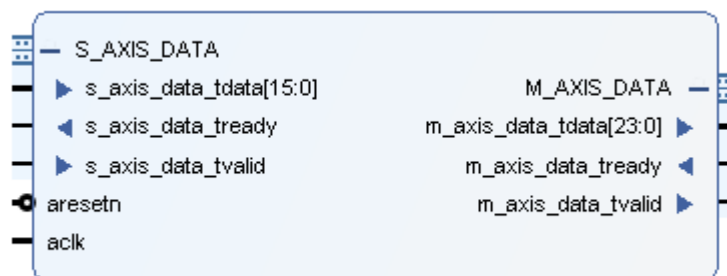 S_AXIS_DATA
s_axis_data_tdata[15:0]
s_axis_data_tready
s_axis_data_tvalid
aresetn
aclk
M_AXIS_DATA
m_axis_data_tdata[23:0]
m_axis_data_tready
m_axis_data_tvalid